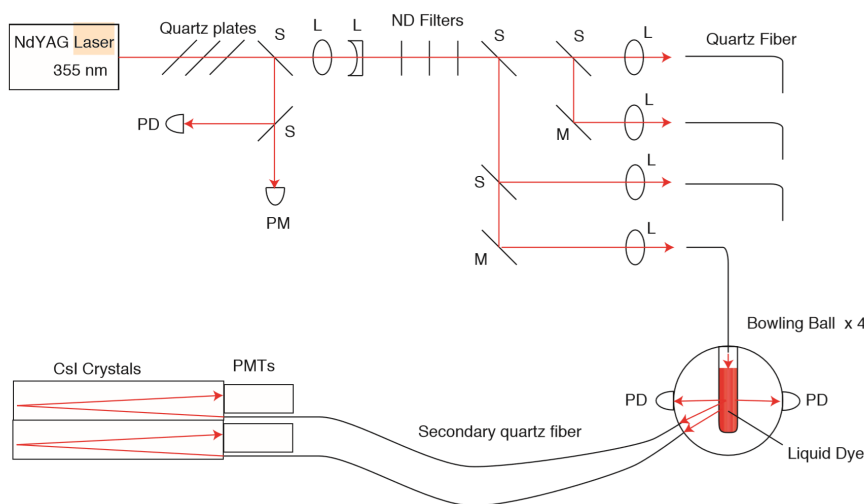 NdYAG Laser
355 nm
Quartz plates
S
L
L
ND Filters
S
S
L
Quartz Fiber
PD
S
PM
M
L
S
L
M
L
Bowling Ball x 4
CsI Crystals
PMTs
PD
PD
Secondary quartz fiber
Liquid Dye